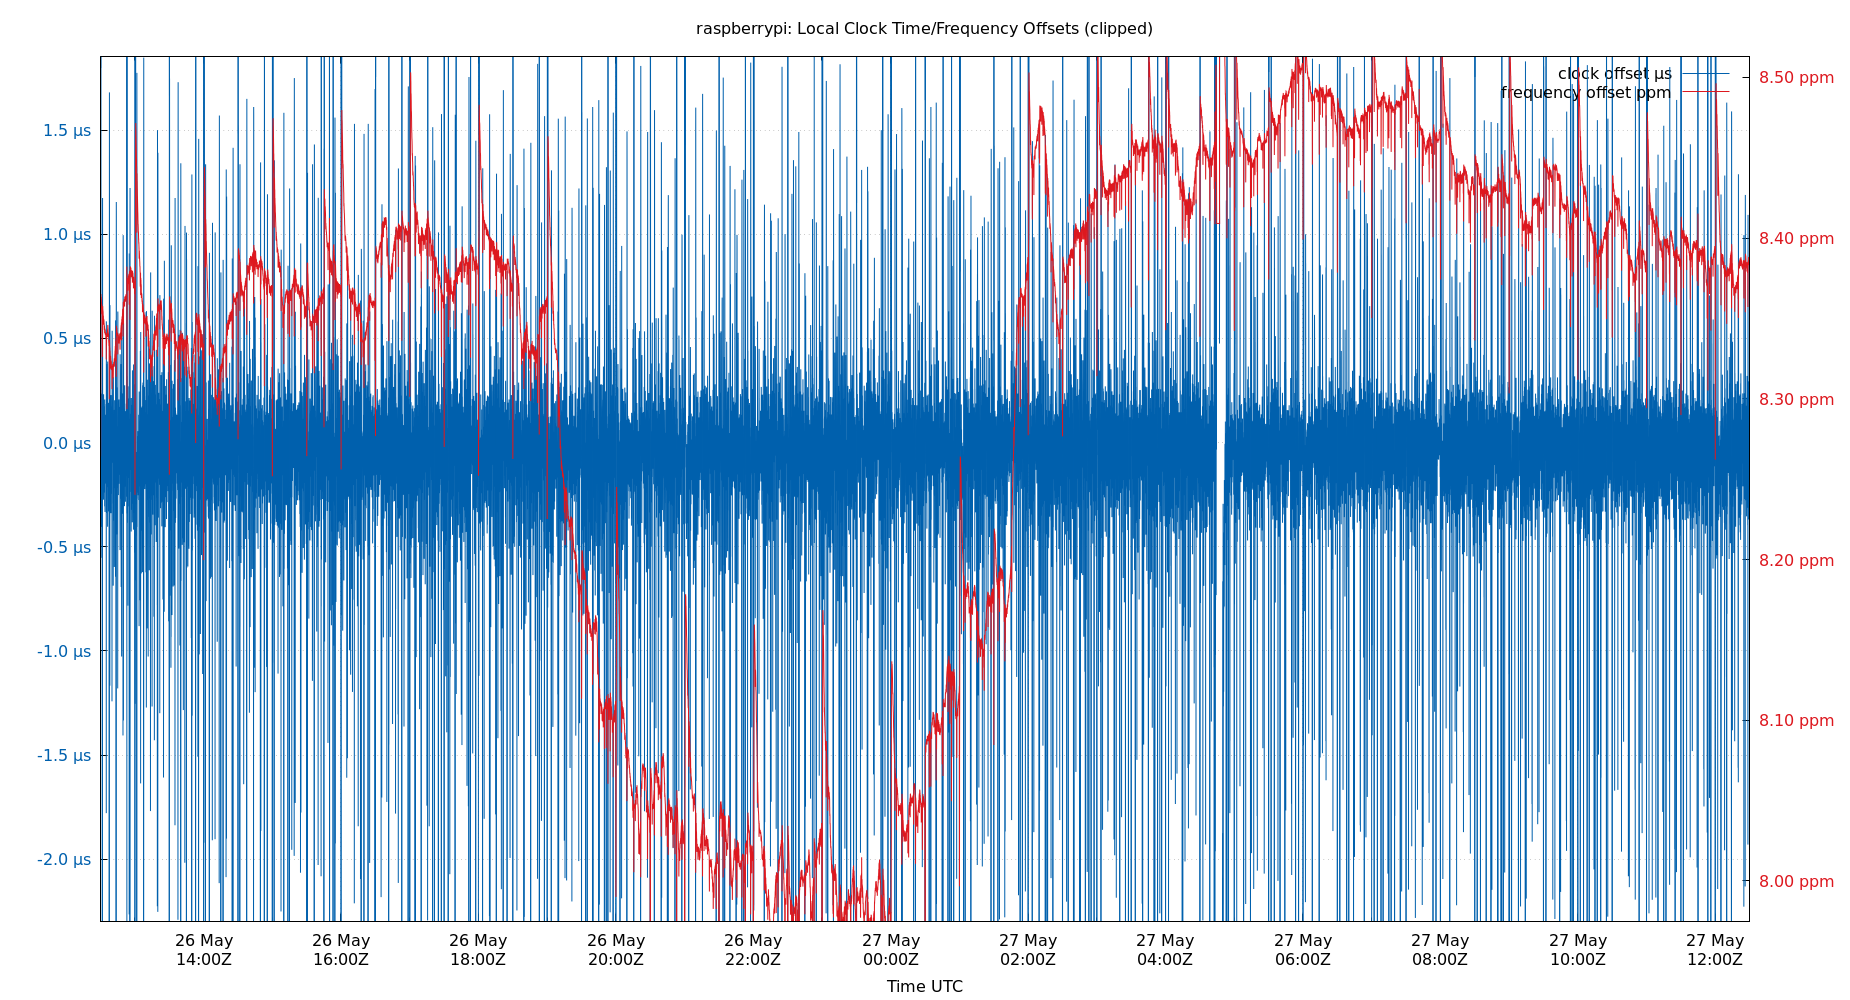 raspberrypi: Local Clock Time/Frequency Offsets (clipped)
clock offset µs
frequency offset ppm
1.5 µs
1.0 µs
0.5 µs
0.0 µs
-0.5 µs
-1.0 µs
-1.5 µs
-2.0 µs
8.50 ppm
8.40 ppm
8.30 ppm
8.20 ppm
8.10 ppm
8.00 ppm
26 May 26 May 26 May 26 May 26 May 27 May 27 May 27 May 27 May 27 May 27 May 27 May
14:00Z 16:00Z 18:00Z 20:00Z 22:00Z 00:00Z 02:00Z 04:00Z 06:00Z 08:00Z 10:00Z 12:00Z
Time UTC